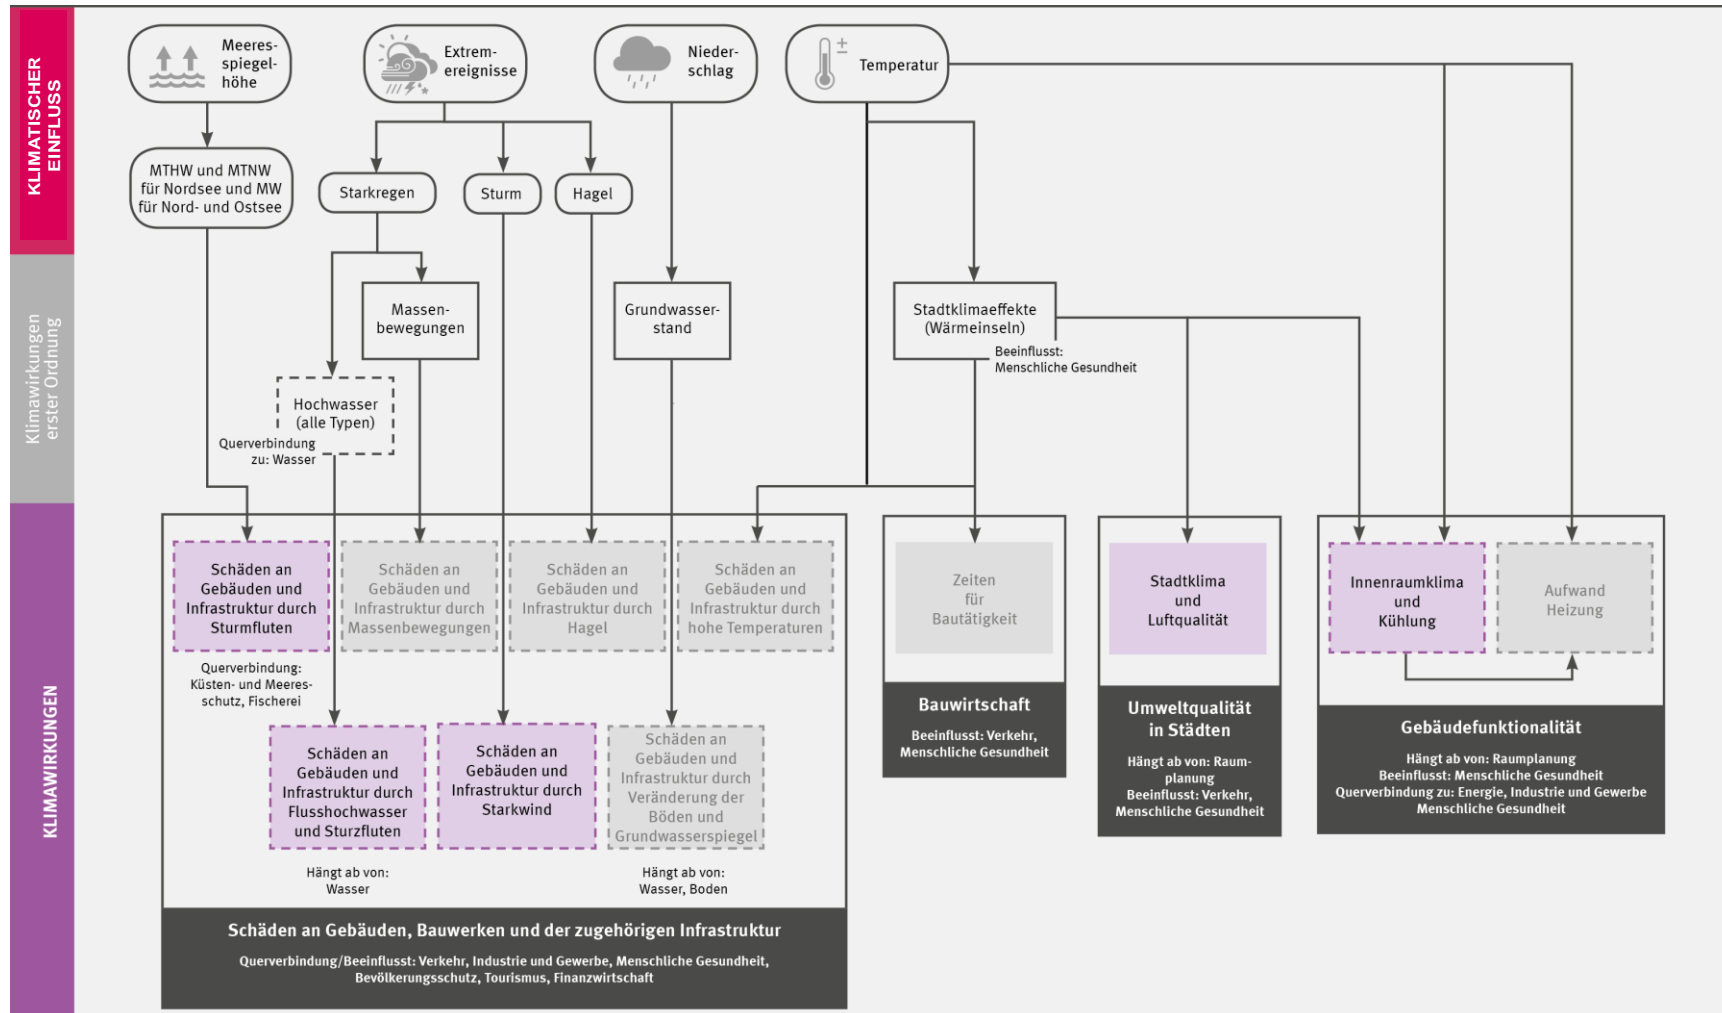 KLIMATISCHER
EINFLUSS
Meeres-
spiegel-
höhe
Extrem-
ereignisse
Nieder-
schlag
±
Temperatur
MTHW und MTNW
für Nordsee und MW
für Nord- und Ostsee
Starkregen
Sturm
Hagel
Klimawirkungen
erster Ordnung
Massen-
bewegungen
Grundwasser-
stand
Stadtklimaeffekte
(Wärmeinseln)
Beeinflusst:
Menschliche Gesundheit
Hochwasser
(alle Typen)
Querverbindung
zu: Wasser
KLIMAWIRKUNGEN
Schäden an
Gebäuden und
Infrastruktur durch
Sturmfluten
Querverbindung:
Küsten- und Meeres-
schutz, Fischerei
Schäden an
Gebäuden und
Infrastruktur durch
Massenbewegungen
Schäden an
Gebäuden und
Infrastruktur durch
Hagel
Schäden an
Gebäuden und
Infrastruktur durch
hohe Temperaturen
Schäden an
Gebäuden und
Infrastruktur durch
Flusshochwasser
und Sturzfluten
Hängt ab von:
Wasser
Schäden an
Gebäuden und
Infrastruktur durch
Starkwind
Schäden an
Gebäuden und
Infrastruktur durch
Veränderung der
Böden und
Grundwasserspiegel
Hängt ab von:
Wasser, Boden
Schäden an Gebäuden, Bauwerken und der zugehörigen Infrastruktur
Querverbindung/Beeinflusst: Verkehr, Industrie und Gewerbe, Menschliche Gesundheit,
Bevölkerungsschutz, Tourismus, Finanzwirtschaft
Zeiten
für
Bautätigkeit
Bauwirtschaft
Beeinflusst: Verkehr,
Menschliche Gesundheit
Stadtklima
und
Luftqualität
Umweltqualität
in Städten
Hängt ab von: Raum-
planung
Beeinflusst: Verkehr,
Menschliche Gesundheit
Innenraumklima
und
Kühlung
Aufwand
Heizung
Gebäudefunktionalität
Hängt ab von: Raumplanung
Beeinflusst: Menschliche Gesundheit
Querverbindung zu: Energie, Industrie und Gewerbe
Menschliche Gesundheit